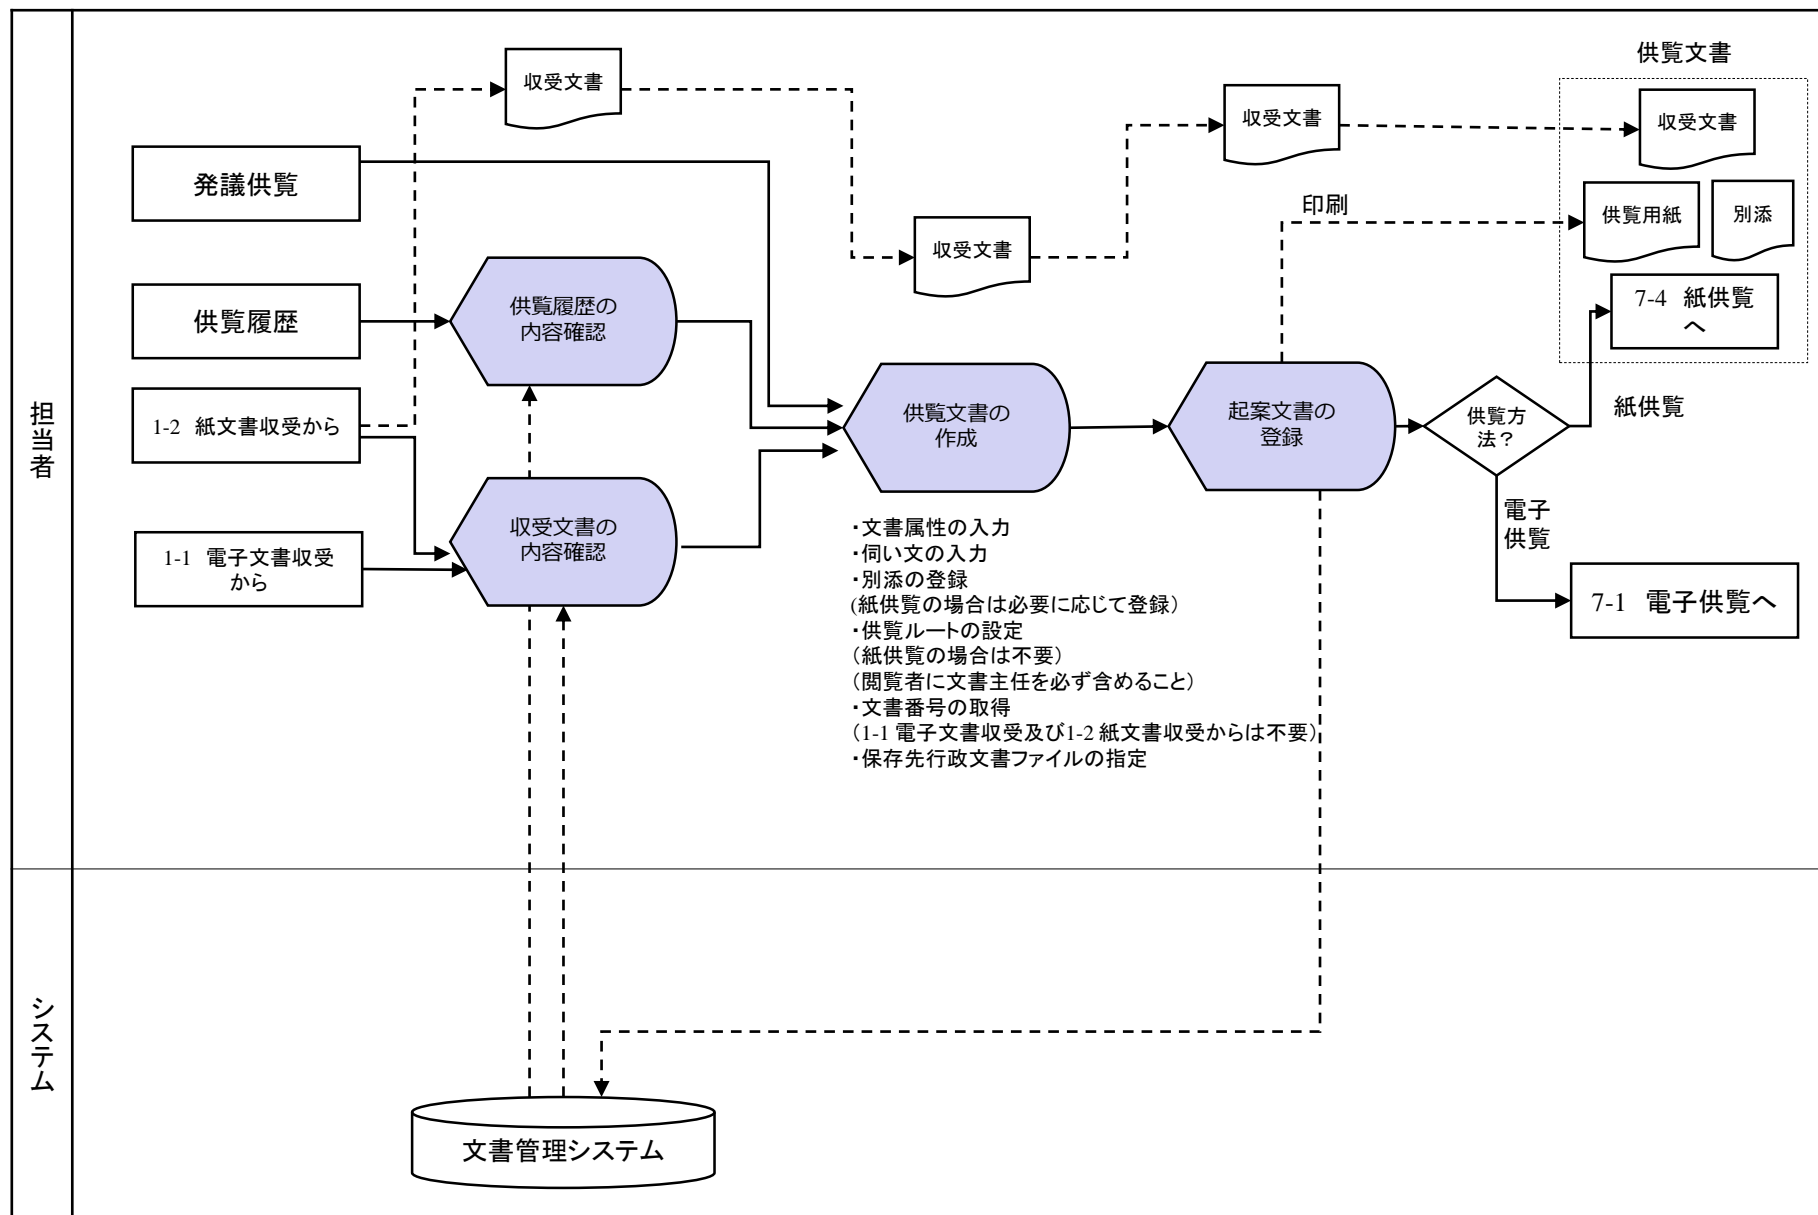 担当者
システム
供覧文書
収受文書
収受文書
収受文書
収受文書
発議供覧
印刷
供覧用紙
別添
供覧履歴
供覧履歴の
内容確認
7-4 紙供覧
へ
1-2 紙文書収受から
供覧文書の
作成
起案文書の
登録
供覧方
法？
紙供覧
収受文書の
内容確認
1-1 電子文書収受
から
電子
供覧
7-1 電子供覧へ
・文書属性の入力
・伺い文の入力
・別添の登録
(紙供覧の場合は必要に応じて登録）
・供覧ルートの設定
（紙供覧の場合は不要）
（閲覧者に文書主任を必ず含めること）
・文書番号の取得
（1-1 電子文書収受及び1-2 紙文書収受からは不要）
・保存先行政文書ファイルの指定
文書管理システム